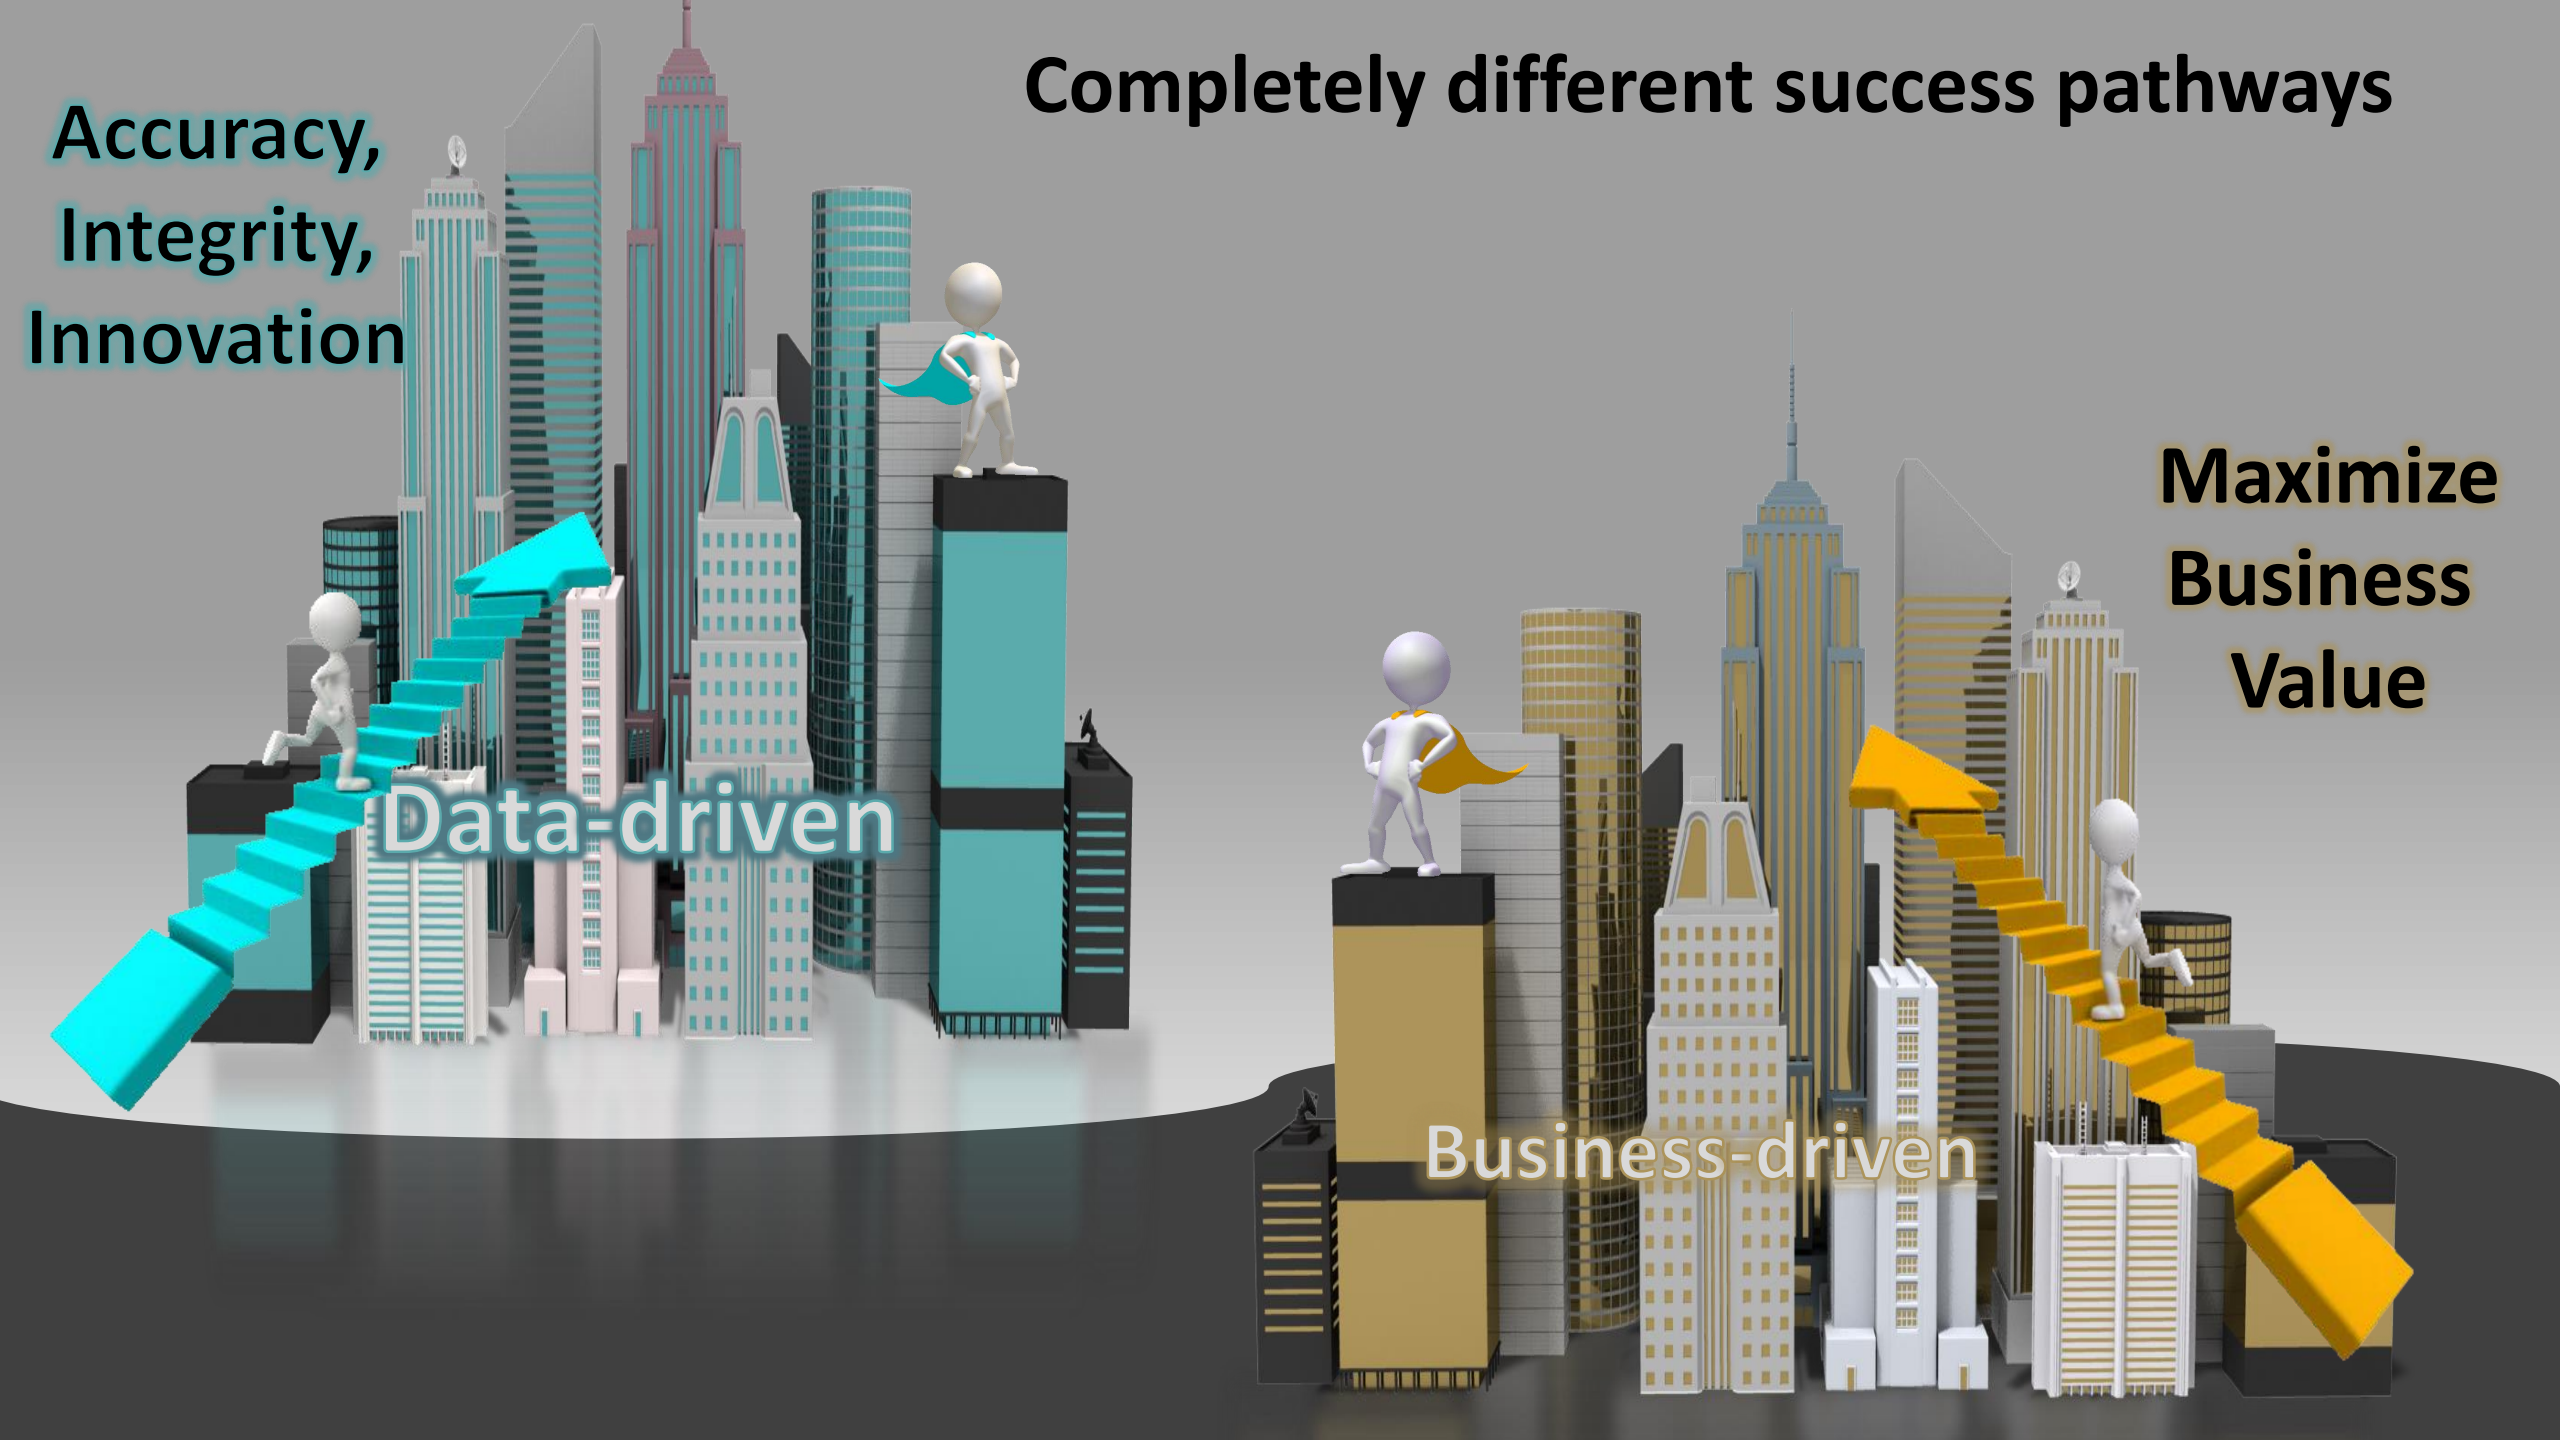 Completely different success pathways
Accuracy,
Integrity,
Innovation
Data-driven
Maximize
Business
Value
Business-driven